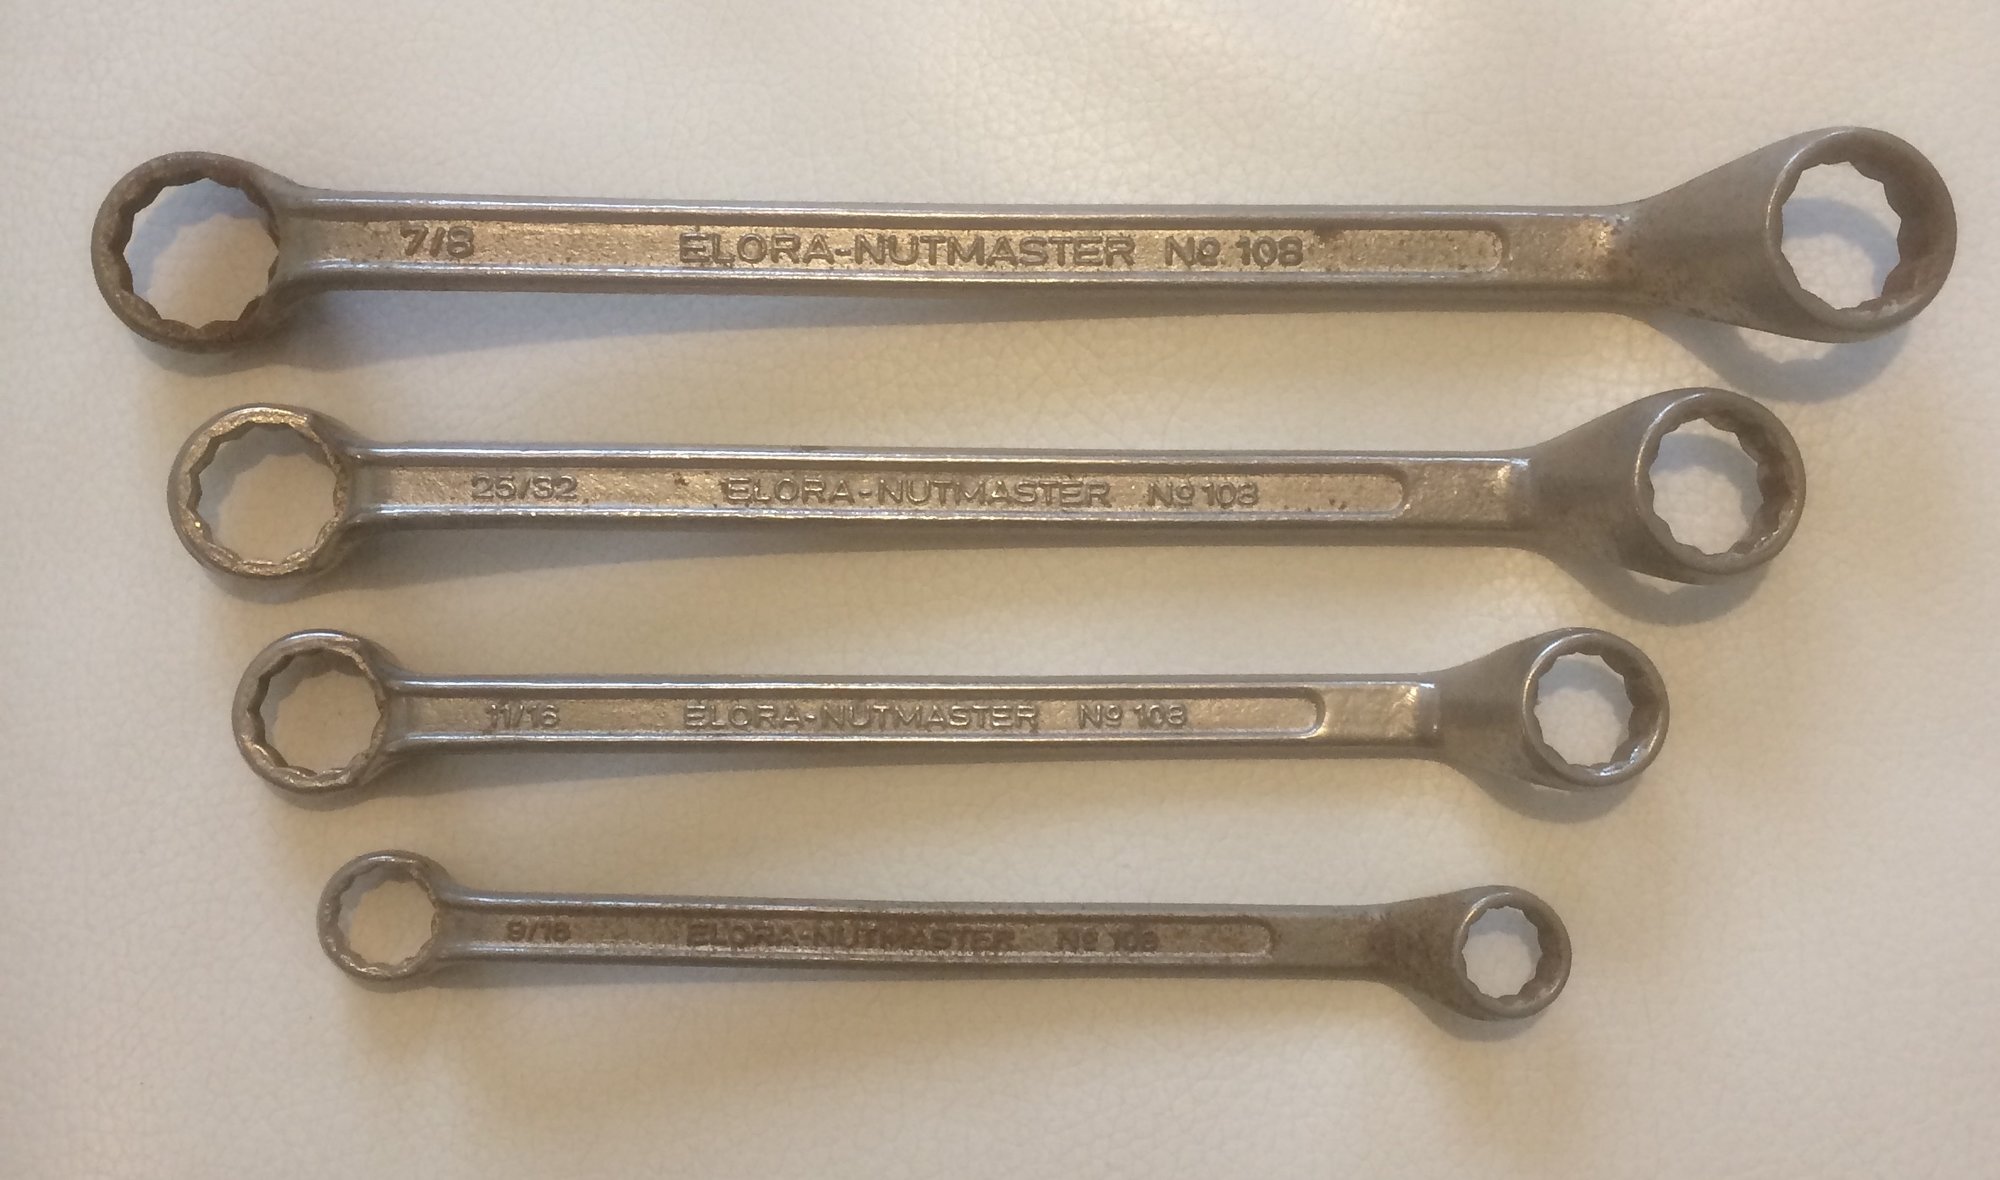 7/8 ELORA-NUTMASTER Nº 108
25/32 ELORA-NUTMASTER Nº 108
11/16 ELORA-NUTMASTER Nº 108
9/16 ELORA-NUTMASTER Nº 108